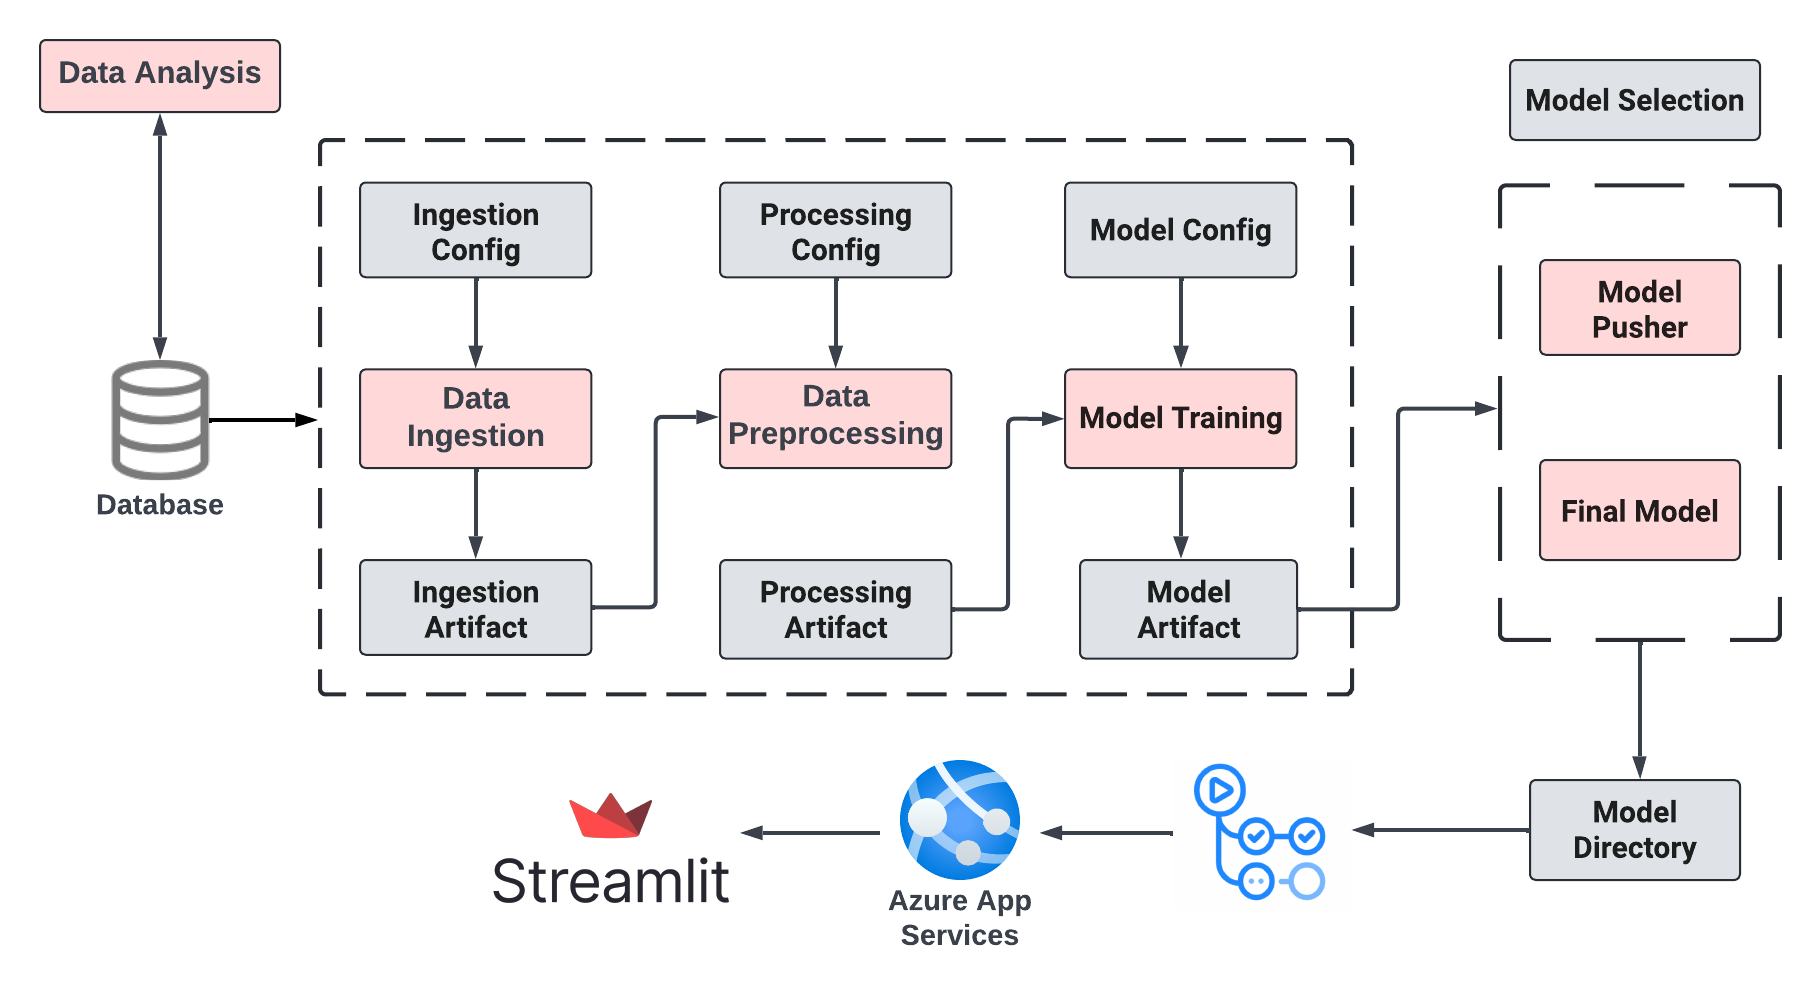 Data Analysis
Model Selection
Ingestion
Config
Processing
Config
Model Config
Model
Pusher
Data
Ingestion
Data
Preprocessing
Model Training
Database
Final Model
Ingestion
Artifact
Processing
Artifact
Model
Artifact
Model
Directory
Streamlit
Azure App
Services